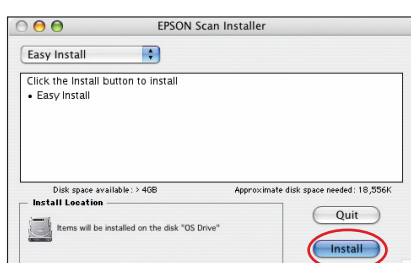 EPSON Scan Installer
Easy Install
Click the Install button to install
• Easy Install
Disk space available: > 4GB Approximate disk space needed: 18,556K
Install Location
Items will be installed on the disk "OS Drive"
Quit
Install